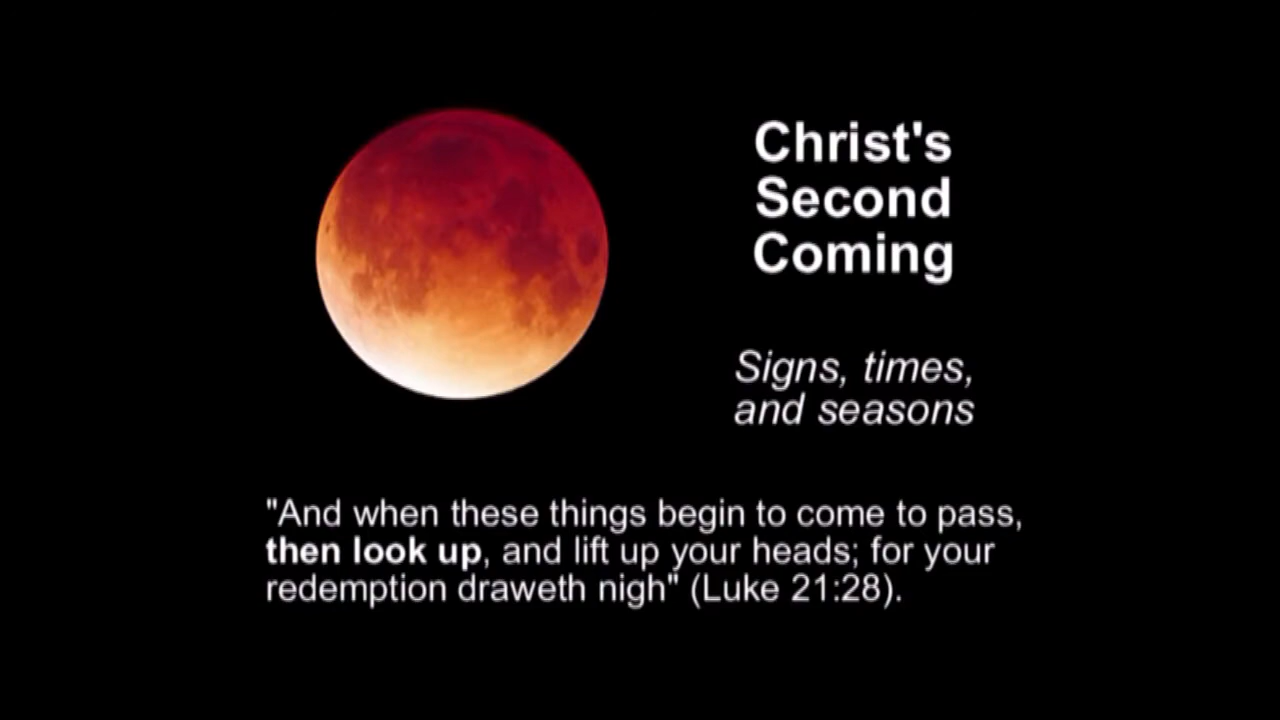 Christ's
Second
Coming
Signs, times,
and seasons
"And when these things begin to come to pass,
then look up, and lift up your heads; for your
redemption draweth nigh" (Luke 21:28).